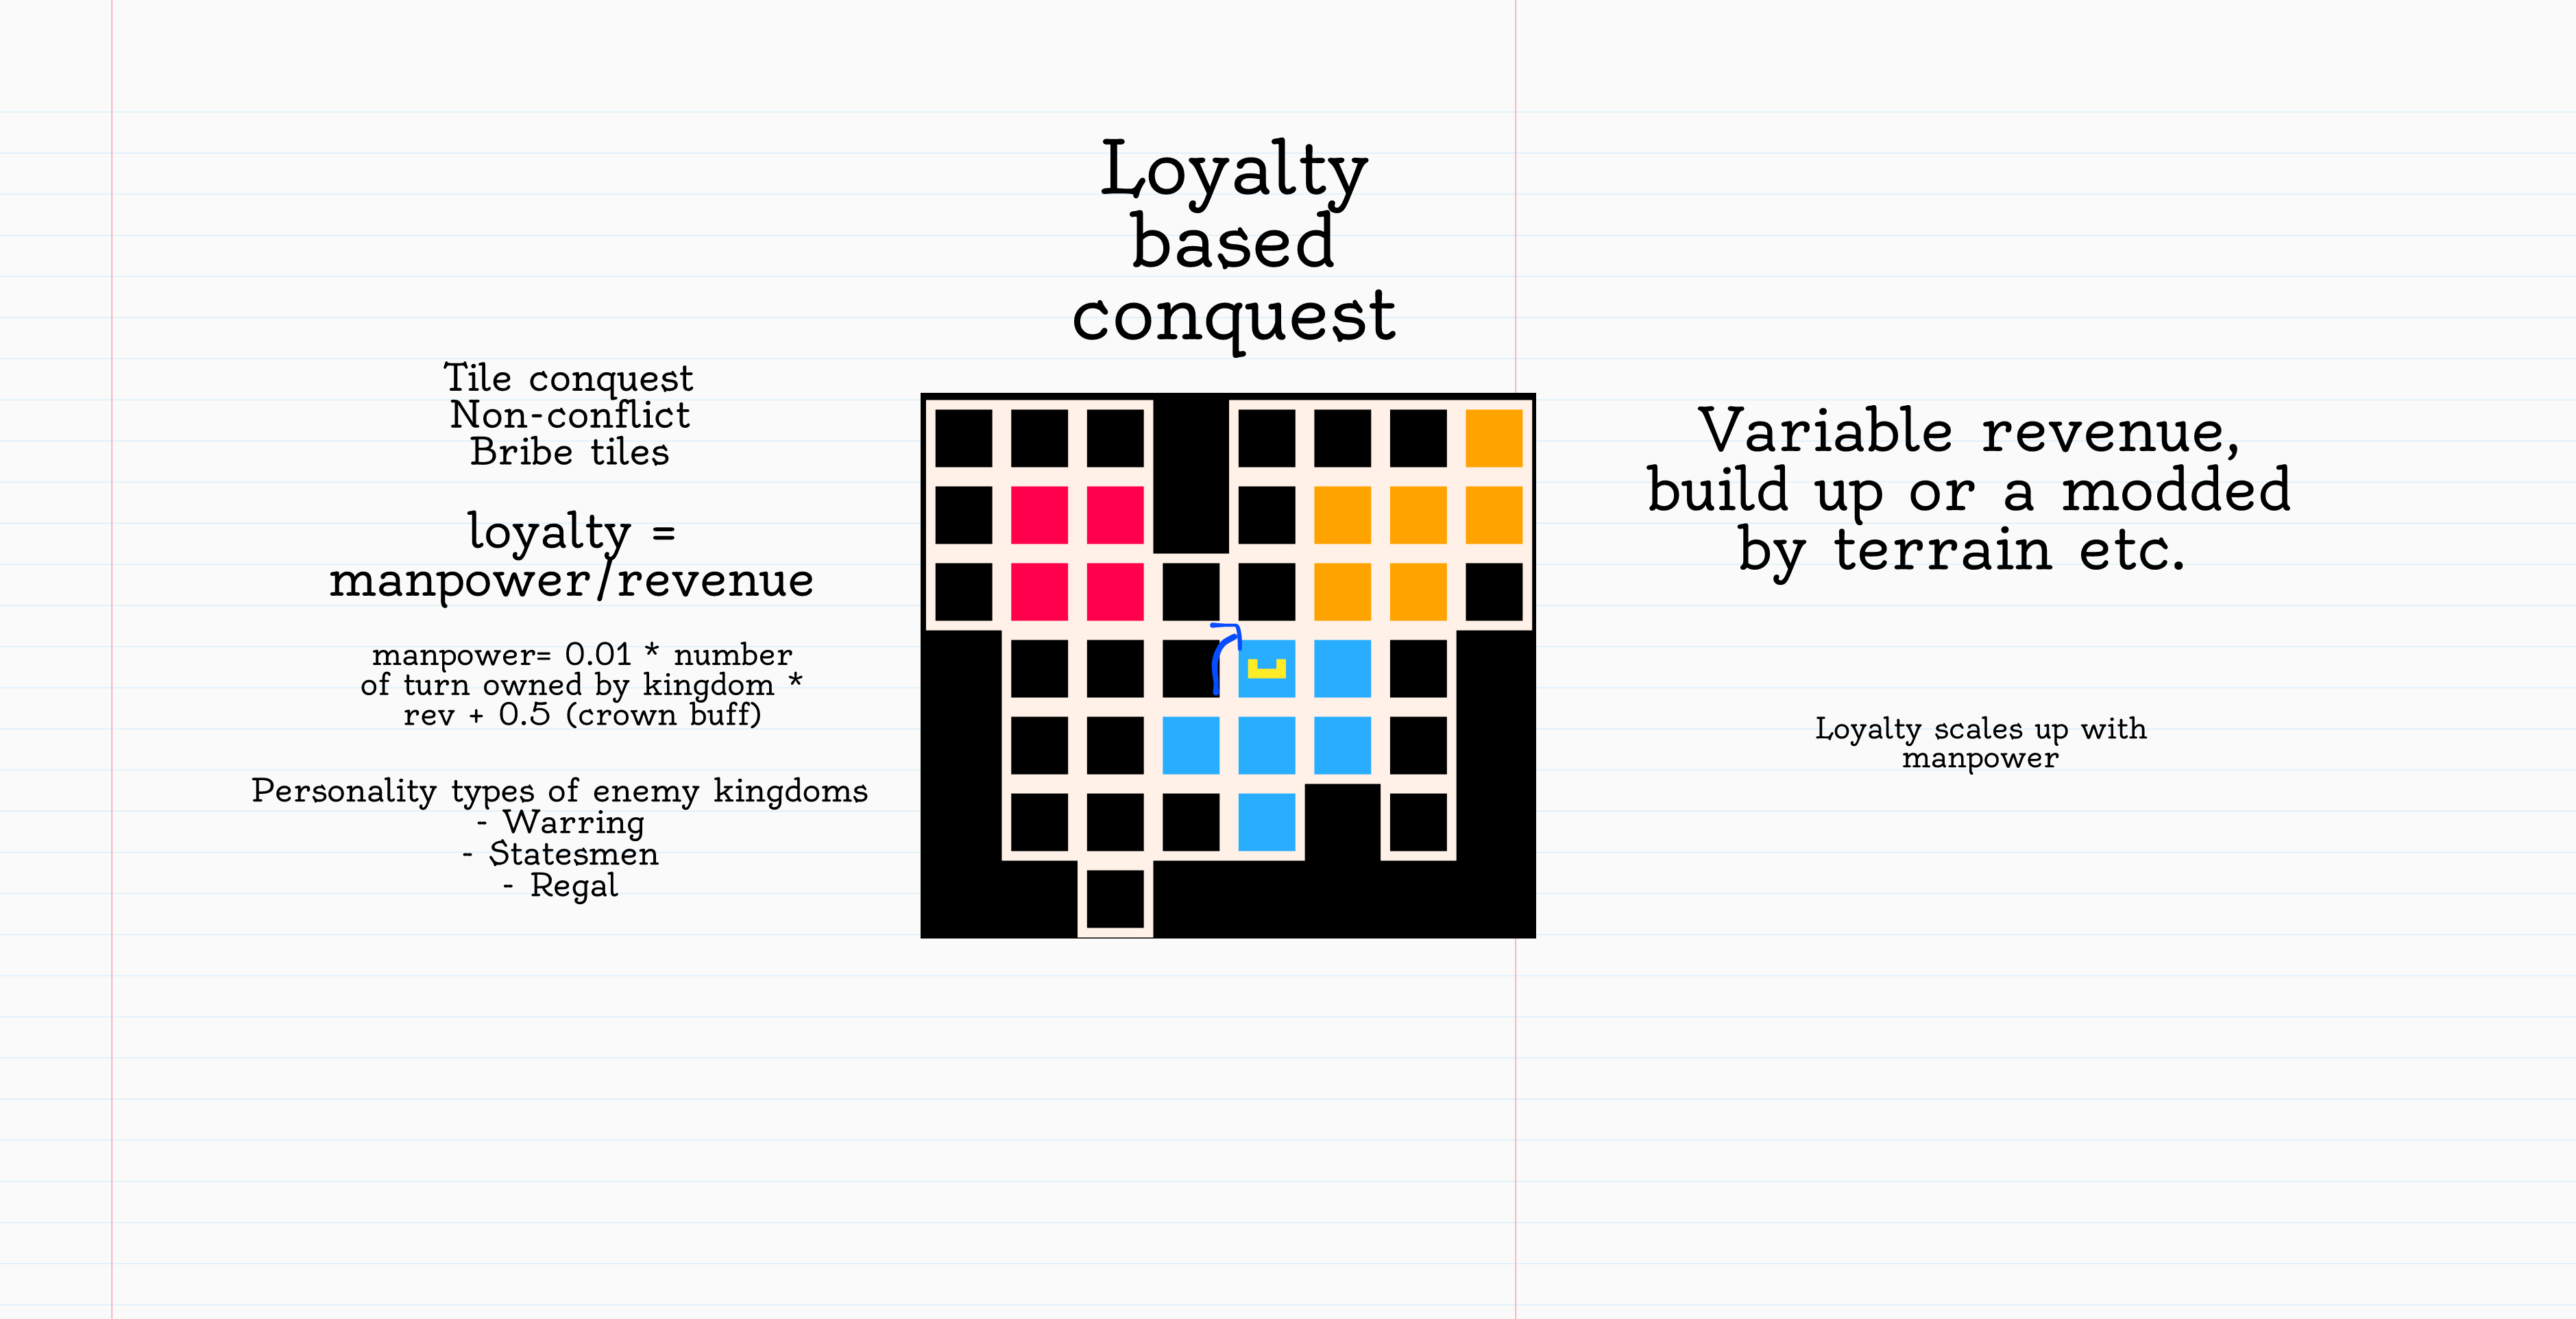 Loyalty
based
conquest
Tile conquest
Non-conflict
Bribe tiles
loyalty =
manpower/revenue
manpower= 0.01 * number
of turn owned by kingdom *
rev + 0.5 (crown buff)
Personality types of enemy kingdoms
- Warring
- Statesmen
- Regal
Variable revenue,
build up or a modded
by terrain etc.
Loyalty scales up with
manpower